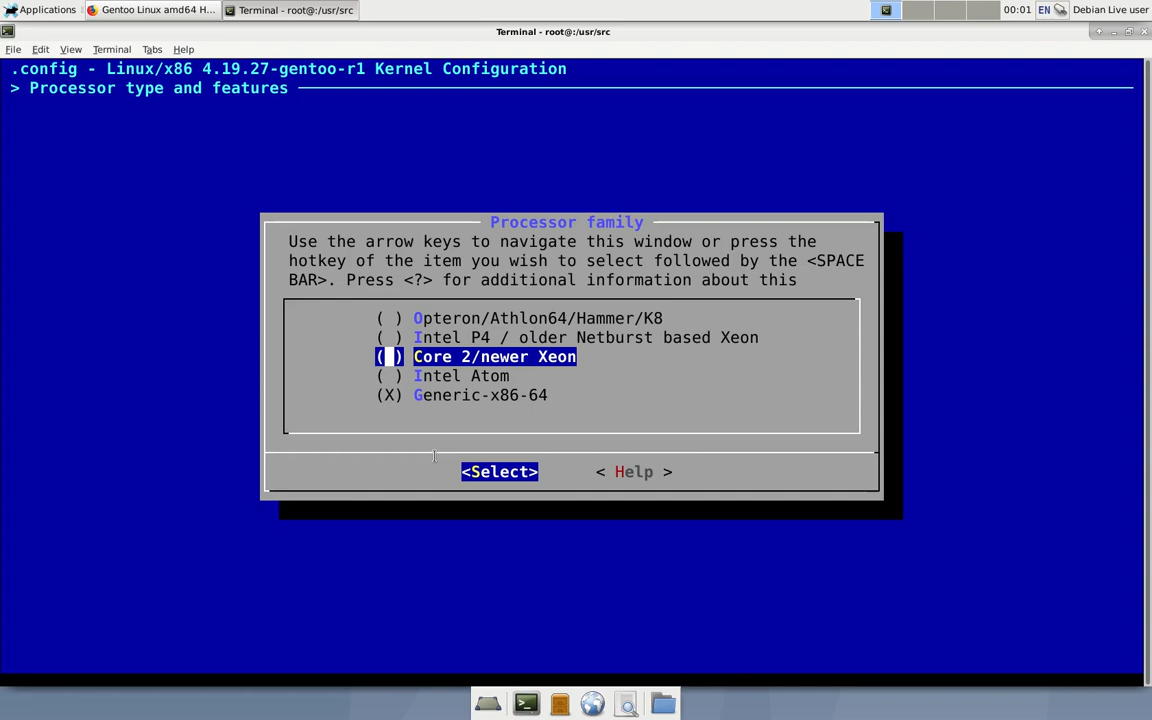 Applications
Gentoo Linux amd64 H...
Terminal - root@:/usr/src
00:01
EN
Debian Live user
Terminal - root@:/usr/src
File Edit View Terminal Tabs Help
.config - Linux/x86 4.19.27-gentoo-r1 Kernel Configuration
> Processor type and features
Processor family
Use the arrow keys to navigate this window or press the
hotkey of the item you wish to select followed by the <SPACE
BAR>. Press <?> for additional information about this
( ) Opteron/Athlon64/Hammer/K8
( ) Intel P4 / older Netburst based Xeon
( ) Core 2/newer Xeon
( ) Intel Atom
(X) Generic-x86-64
<Select> < Help >